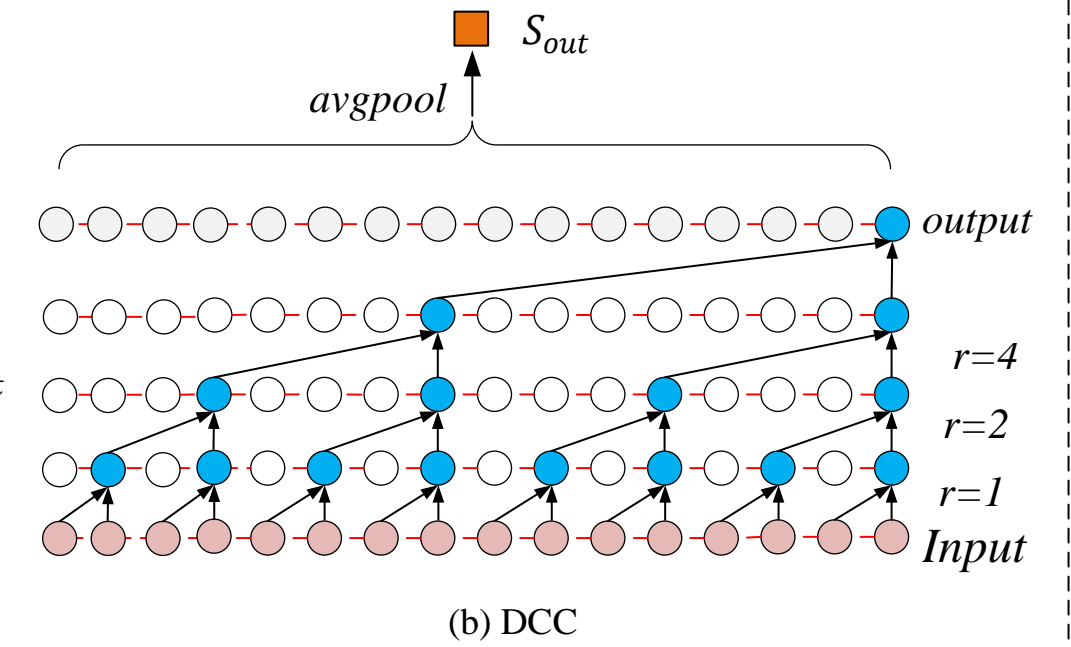 S_out
avgpool
output
r=4
t
r=2
r=1
Input
(b) DCC